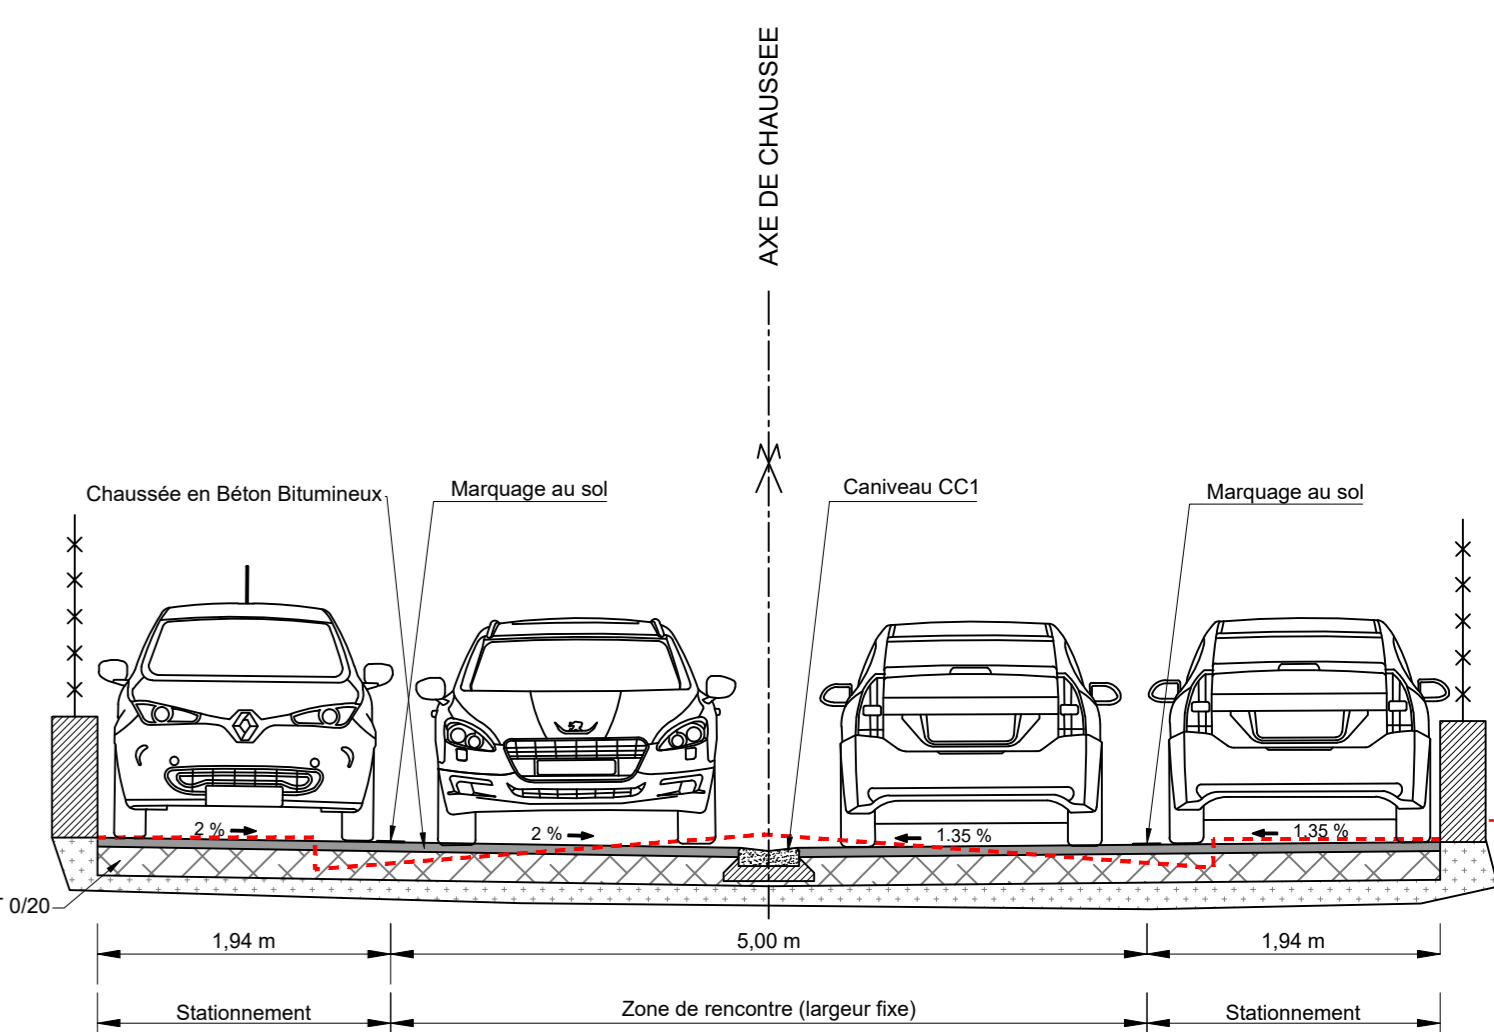 AXE DE CHAUSSEE
Chaussée en Béton Bitumineux
Marquage au sol
Caniveau CC1
Marquage au sol
2 %
2 %
1.35 %
1.35 %
0/20
1,94 m
5,00 m
1,94 m
Stationnement
Zone de rencontre (largeur fixe)
Stationnement